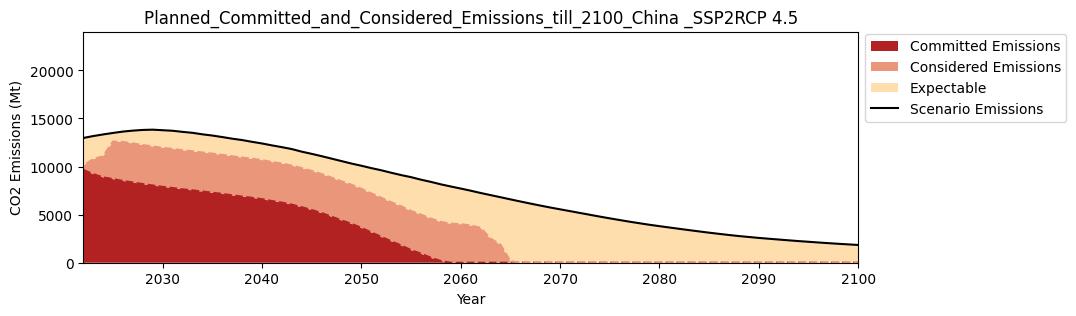 Planned_Committed_and_Considered_Emissions_till_2100_China _SSP2RCP 4.5
CO2 Emissions (Mt)
20000
15000
10000
5000
0
2030 2040 2050 2060 2070 2080 2090 2100
Year
Committed Emissions
Considered Emissions
Expectable
Scenario Emissions